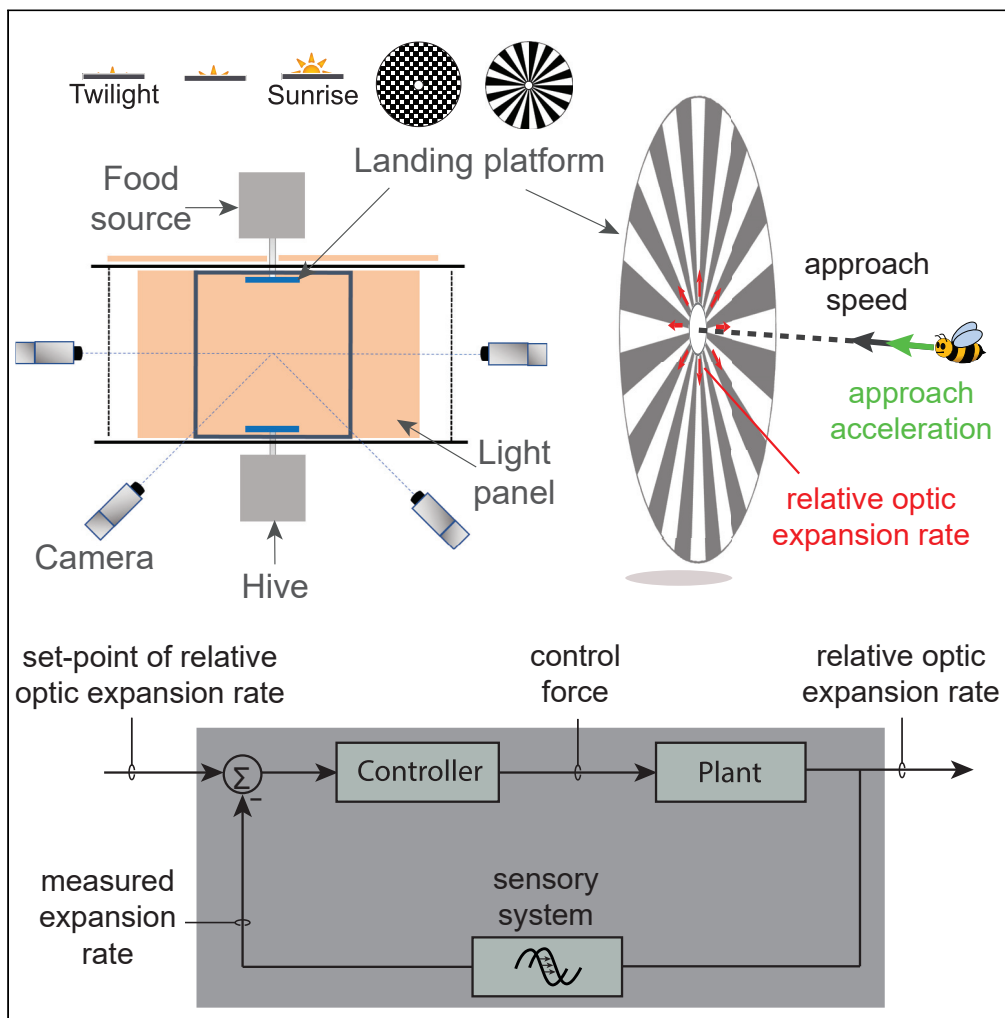 Twilight
Sunrise
Landing platform
Food
source
approach
speed
approach
acceleration
Light
panel
relative optic
expansion rate
Camera
Hive
set-point of relative
optic expansion rate
control
force
relative optic
expansion rate
Σ
Controller
Plant
-
measured
expansion
rate
sensory
system